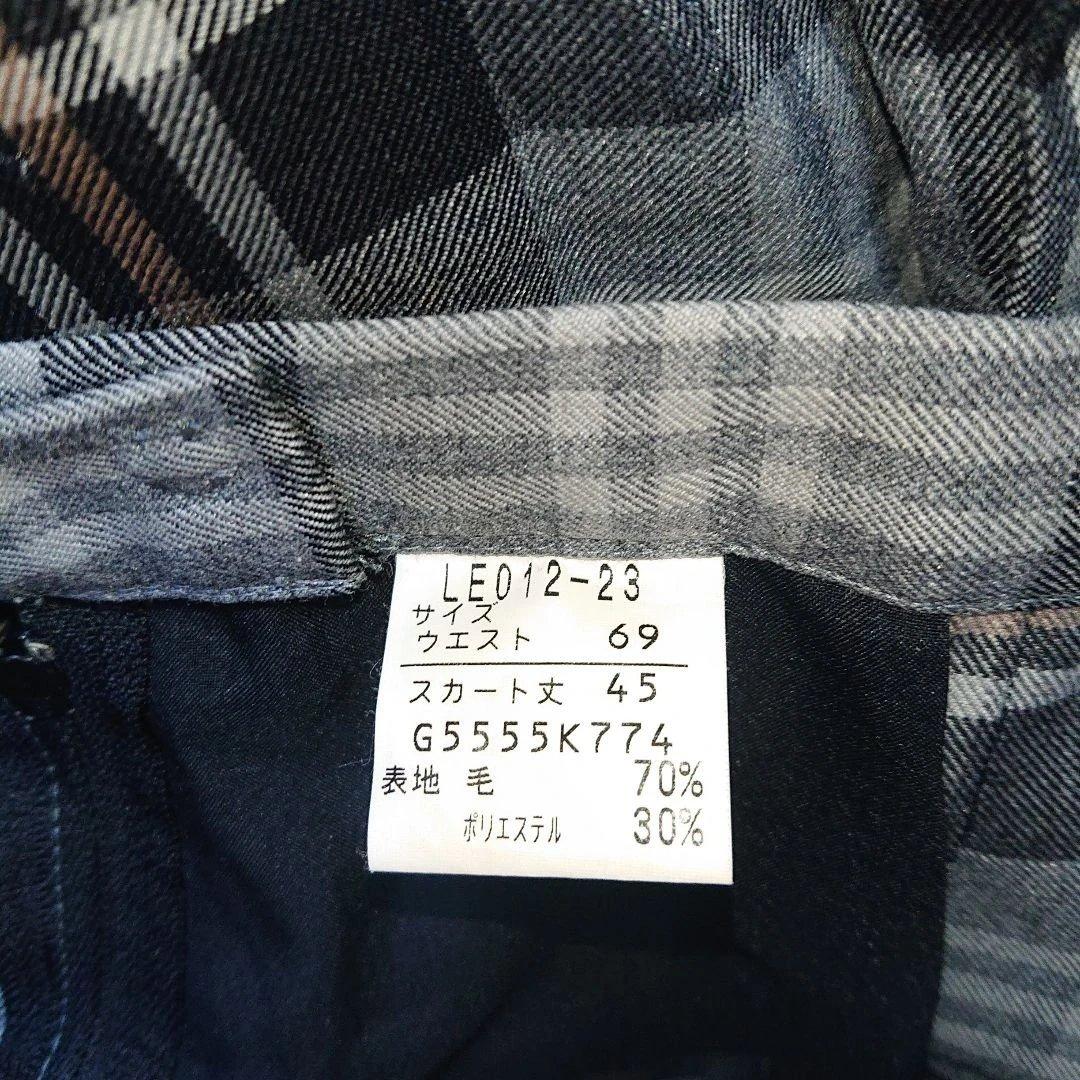 LE012-23
サイズ
ウエスト 69
スカート丈 45
G5555K774
表地 毛 70%
ポリエステル 30%